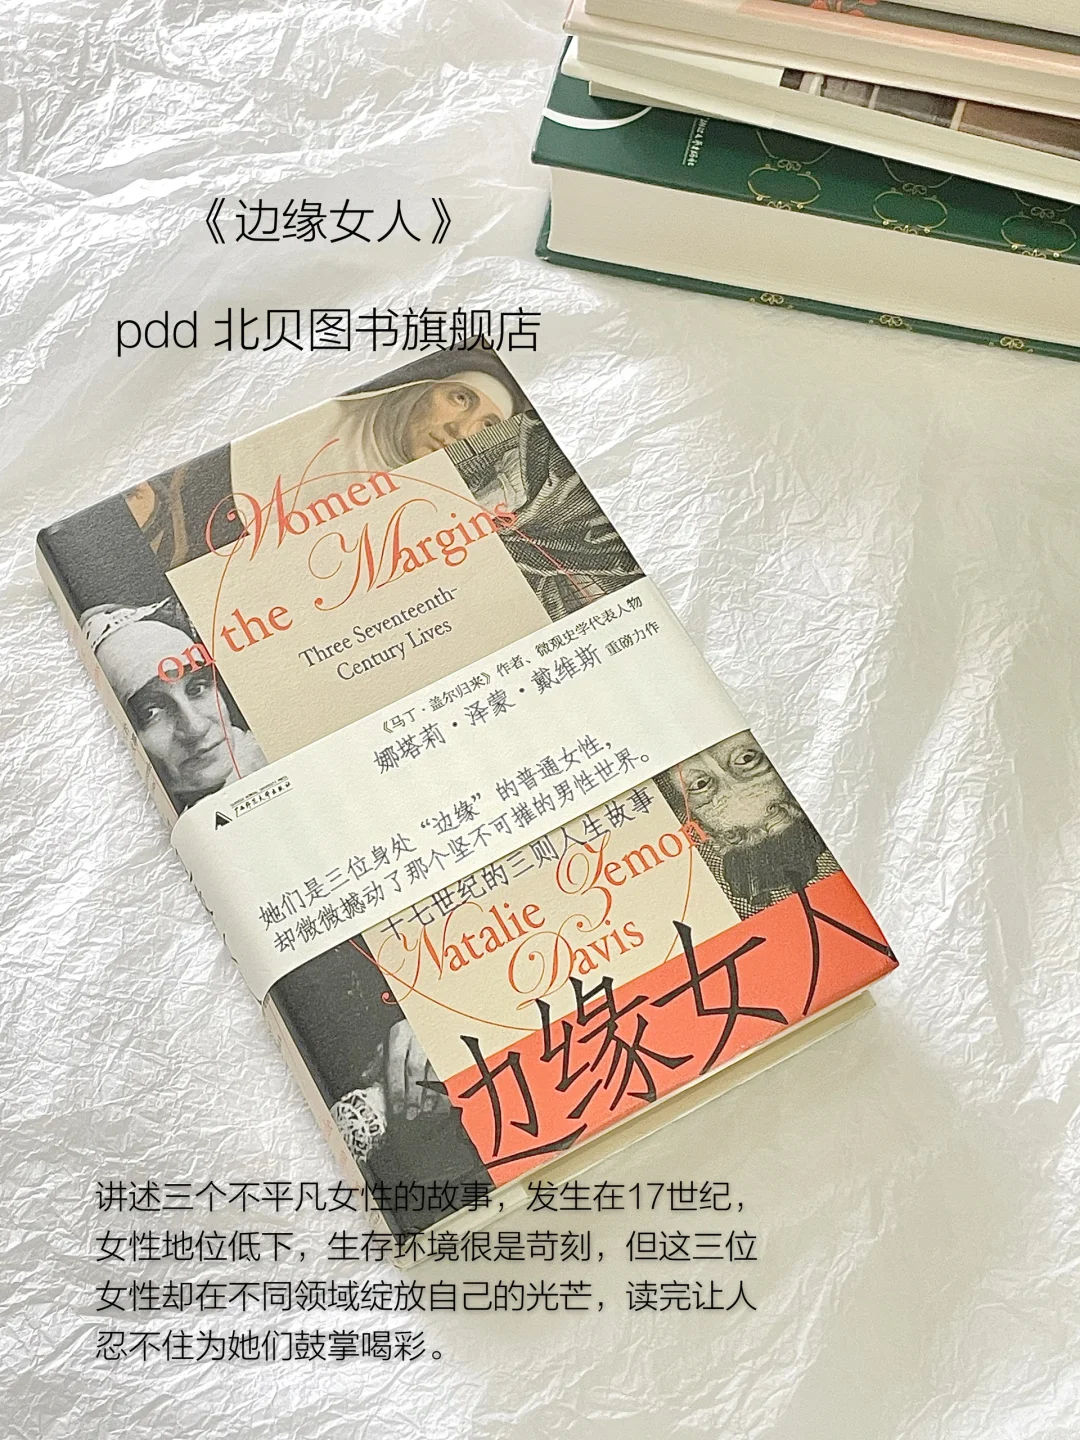 《边缘女人》
pdd 北贝图书旗舰店
Women
on the Margins
Three Seventeenth-
Century Lives
《马丁·盖尔归来》作者、微观史学代表人物
娜塔莉·泽蒙·戴维斯 重磅力作
她们是三位身处“边缘”的普通女性，
却微微撼动了那个坚不可摧的男性世界。
十七世纪的三则人生故事
Natalie Zemon
Davis
边缘女人
讲述三个不平凡女性的故事，发生在17世纪，
女性地位低下，生存环境很是苛刻，但这三位
女性却在不同领域绽放自己的光芒，读完让人
忍不住为她们鼓掌喝彩。